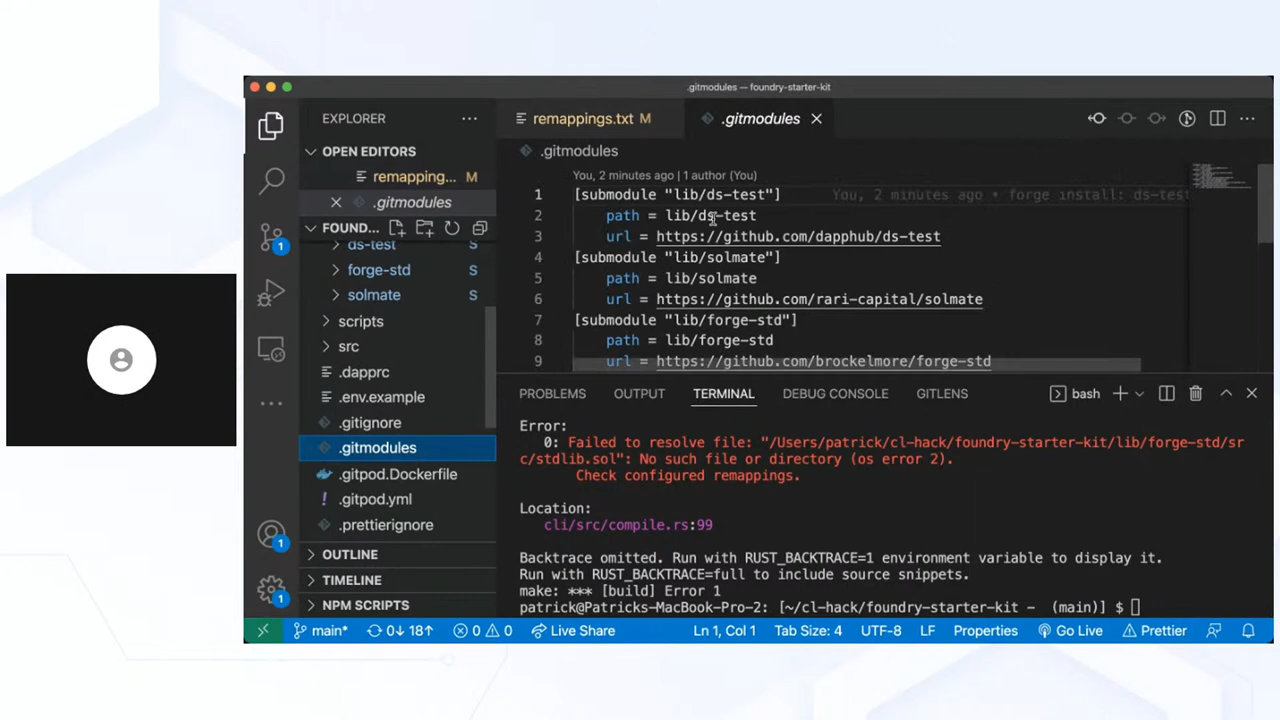 .gitmodules — foundry-starter-kit
EXPLORER
OPEN EDITORS
remapping... M
.gitmodules
FOUND...
ds-test S
forge-std S
solmate S
scripts
src
.dapprc
.env.example
.gitignore
.gitmodules
.gitpod.Dockerfile
.gitpod.yml
.prettierignore
OUTLINE
TIMELINE
NPM SCRIPTS
1
1
1
remappings.txt M
.gitmodules
.gitmodules
You, 2 minutes ago | 1 author (You)
1 [submodule "lib/ds-test"] You, 2 minutes ago • forge install: ds-test
2 path = lib/ds-test
3 url = https://github.com/dapphub/ds-test
4 [submodule "lib/solmate"]
5 path = lib/solmate
6 url = https://github.com/rari-capital/solmate
7 [submodule "lib/forge-std"]
8 path = lib/forge-std
9 url = https://github.com/brockelmore/forge-std
PROBLEMS OUTPUT TERMINAL DEBUG CONSOLE GITLENS bash
Error:
0: Failed to resolve file: "/Users/patrick/cl-hack/foundry-starter-kit/lib/forge-std/sr
c/stdlib.sol": No such file or directory (os error 2).
Check configured remappings.
Location:
cli/src/compile.rs:99
Backtrace omitted. Run with RUST_BACKTRACE=1 environment variable to display it.
Run with RUST_BACKTRACE=full to include source snippets.
make: *** [build] Error 1
patrick@Patricks-MacBook-Pro-2: [~/cl-hack/foundry-starter-kit - (main)] $
main* 0↓ 18↑ 0 0 Live Share Ln 1, Col 1 Tab Size: 4 UTF-8 LF Properties Go Live Prettier